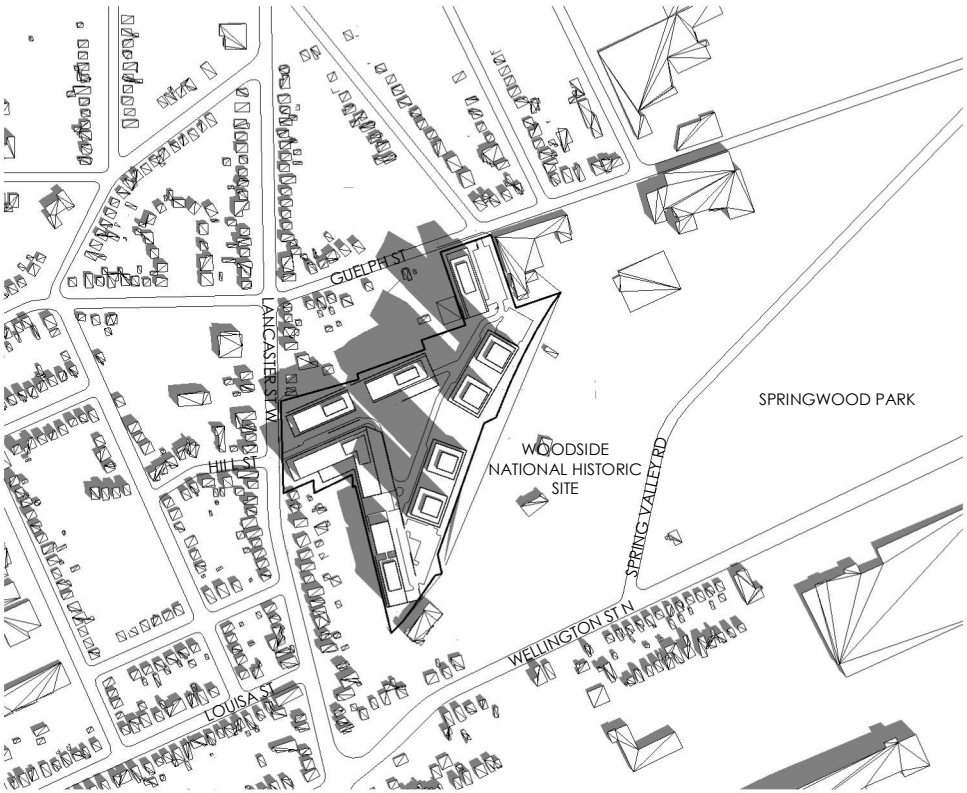 GUELPH ST
LANCASTER ST W
SPRINGWOOD PARK
WOODSIDE
NATIONAL HISTORIC
SITE
HILL ST
SPRING VALLEY RD
WELLINGTON ST N
LOUISA ST